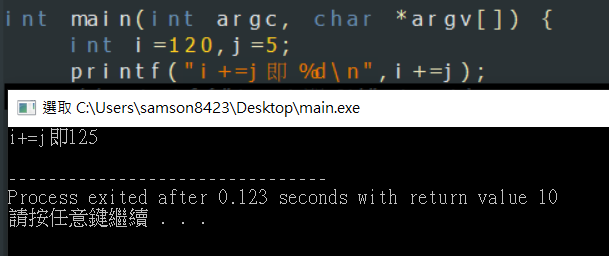 int main(int argc, char *argv[]) {
int i=120,j=5;
printf("i+=j即 %d\n",i+=j);
選取 C:\Users\samson8423\Desktop\main.exe
i+=j即125
--------------------------------
Process exited after 0.123 seconds with return value 10
請按任意鍵繼續 . . .